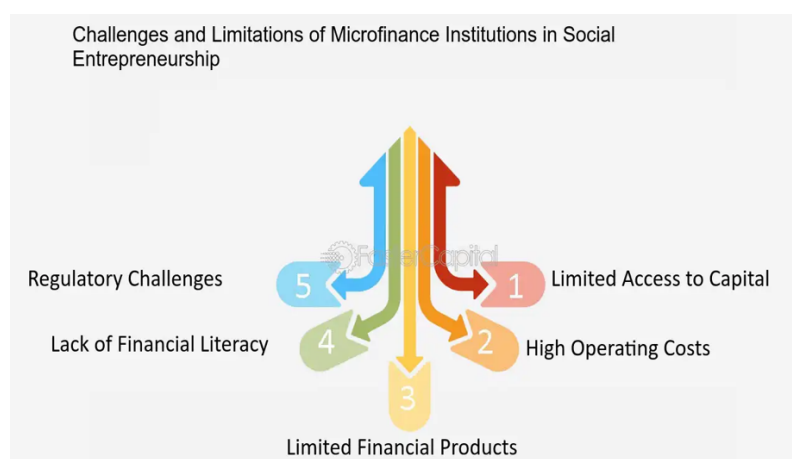 Challenges and Limitations of Microfinance Institutions in Social
Entrepreneurship
FasterCapital
Regulatory Challenges
5
1
Limited Access to Capital
Lack of Financial Literacy
4
2
High Operating Costs
3
Limited Financial Products